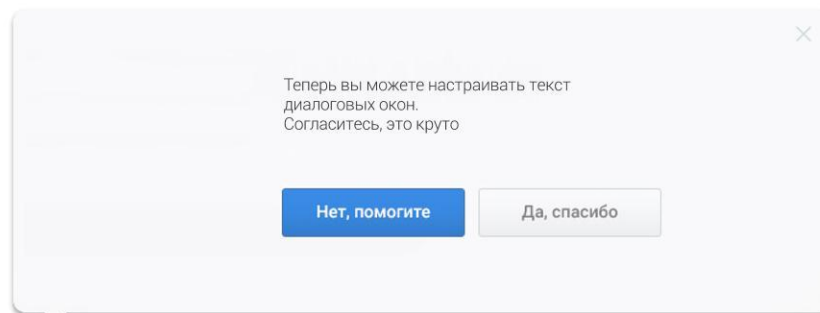 Теперь вы можете настраивать текст
диалоговых окон.
Согласитесь, это круто
Нет, помогите
Да, спасибо